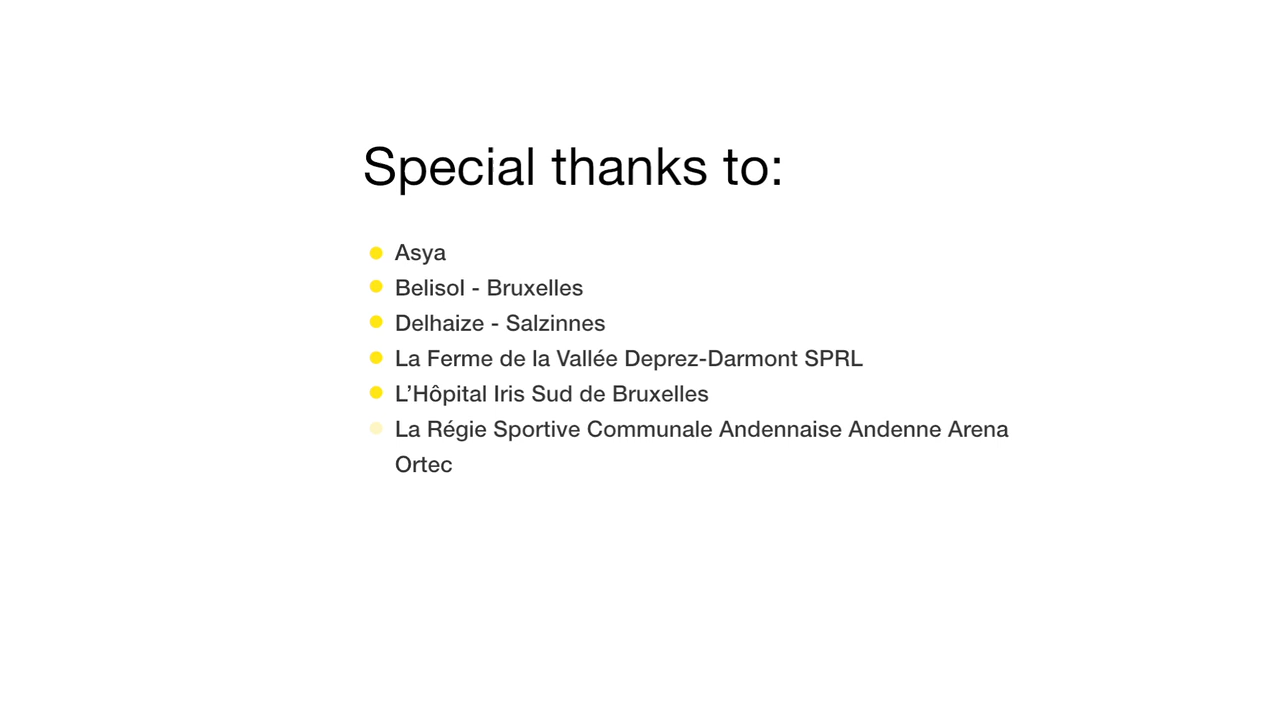 Special thanks to:
Asya
Belisol - Bruxelles
Delhaize - Salzinnes
La Ferme de la Vallée Deprez-Darmont SPRL
L’Hôpital Iris Sud de Bruxelles
La Régie Sportive Communale Andennaise Andenne Arena
Ortec